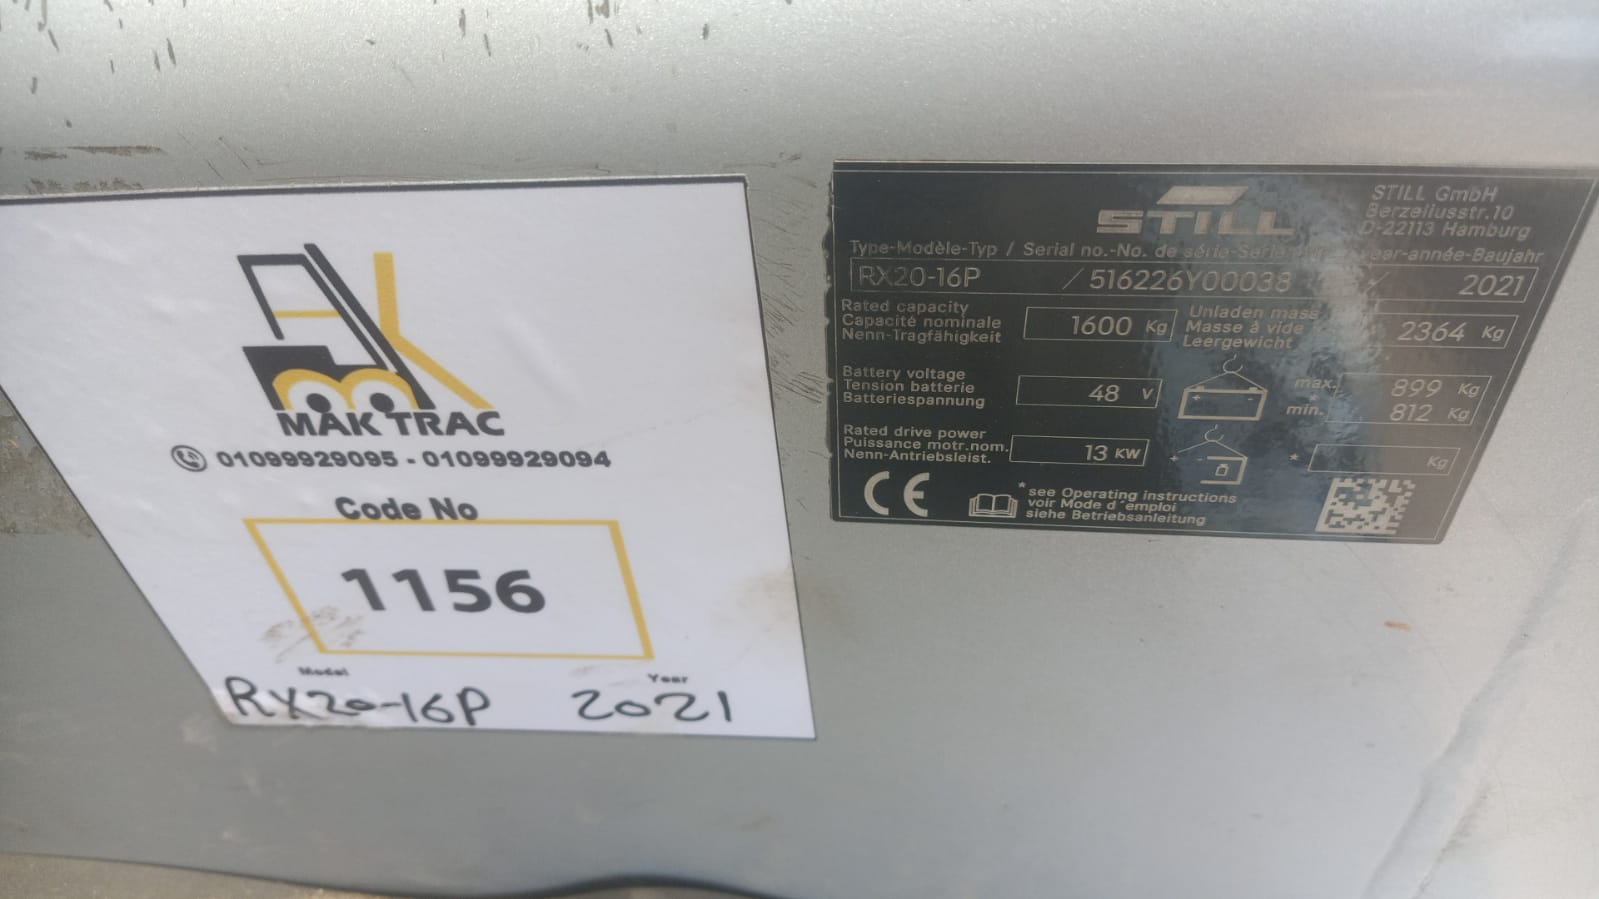 MAK TRAC
01099929095 - 01099929094
Code No
1156
Model Year
RX20-16P 2021
STILL
STILL GmbH
Berzeliusstr.10
D-22113 Hamburg
Type-Modèle-Typ / Serial no.-No. de série-Serien year-année-Baujahr
RX20-16P / 516226Y00038 / 2021
Rated capacity
Capacité nominale
Nenn-Tragfähigkeit
1600 Kg
Unladen mass
Masse à vide
Leergewicht
2364 Kg
Battery voltage
Tension batterie
Batteriespannung
48 V
max. 899 Kg
* min. 812 Kg
Rated drive power
Puissance motr.nom.
Nenn-Antriebsleist.
13 KW
* Kg
CE
*see Operating instructions
voir Mode d'emploi
siehe Betriebsanleitung